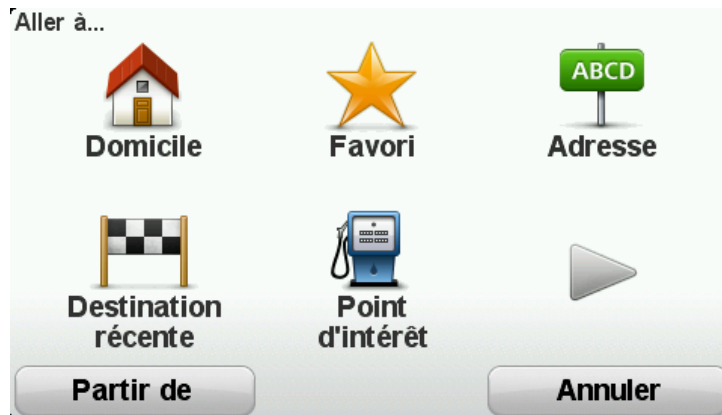 Aller à...
ABCD
Domicile
Favori
Adresse
Destination
récente
Point
d'intérêt
Partir de
Annuler